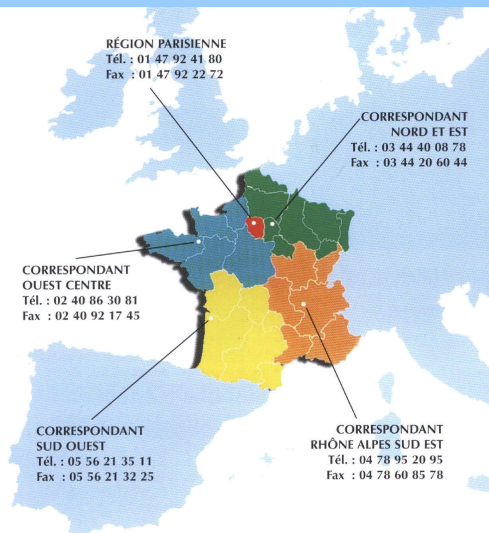 RÉGION PARISIENNE
Tél. : 01 47 92 41 80
Fax : 01 47 92 22 72
CORRESPONDANT
NORD ET EST
Tél. : 03 44 40 08 78
Fax : 03 44 20 60 44
CORRESPONDANT
OUEST CENTRE
Tél. : 02 40 86 30 81
Fax : 02 40 92 17 45
CORRESPONDANT
SUD OUEST
Tél. : 05 56 21 35 11
Fax : 05 56 21 32 25
CORRESPONDANT
RHÔNE ALPES SUD EST
Tél. : 04 78 95 20 95
Fax : 04 78 60 85 78